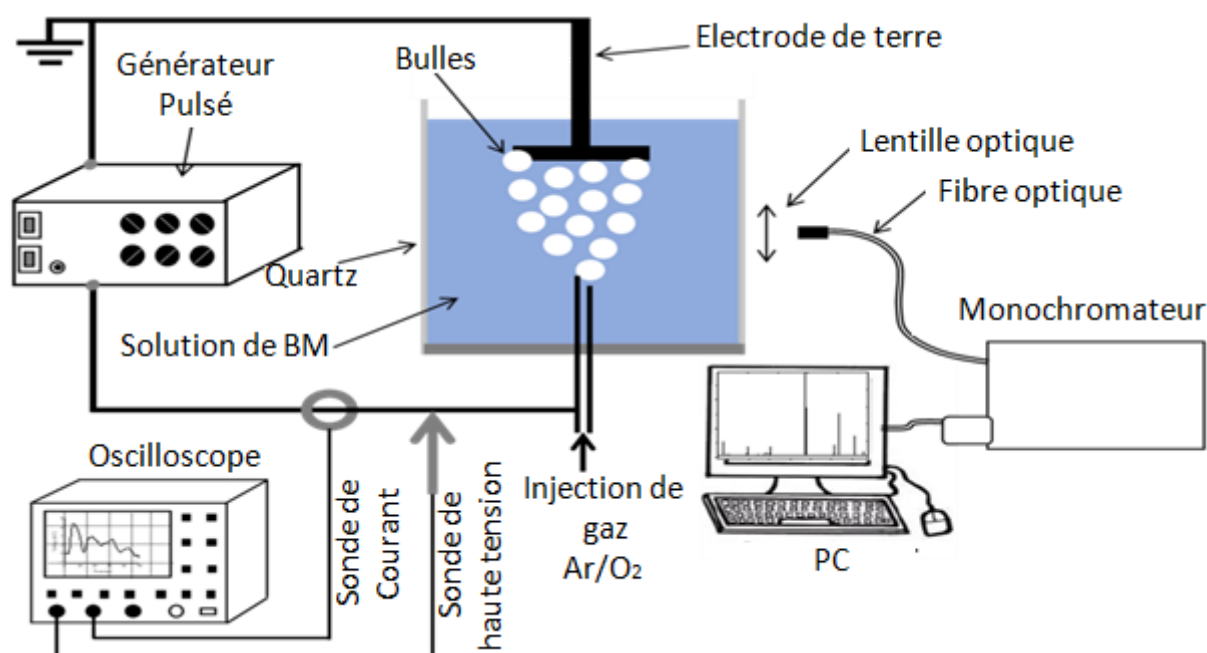 Electrode de terre
Bulles
Générateur
Pulsé
Lentille optique
Fibre optique
Quartz
Monochromateur
Solution de BM
Oscilloscope
Sonde de
Courant
Sonde de
haute tension
Injection de
gaz
Ar/O₂
PC